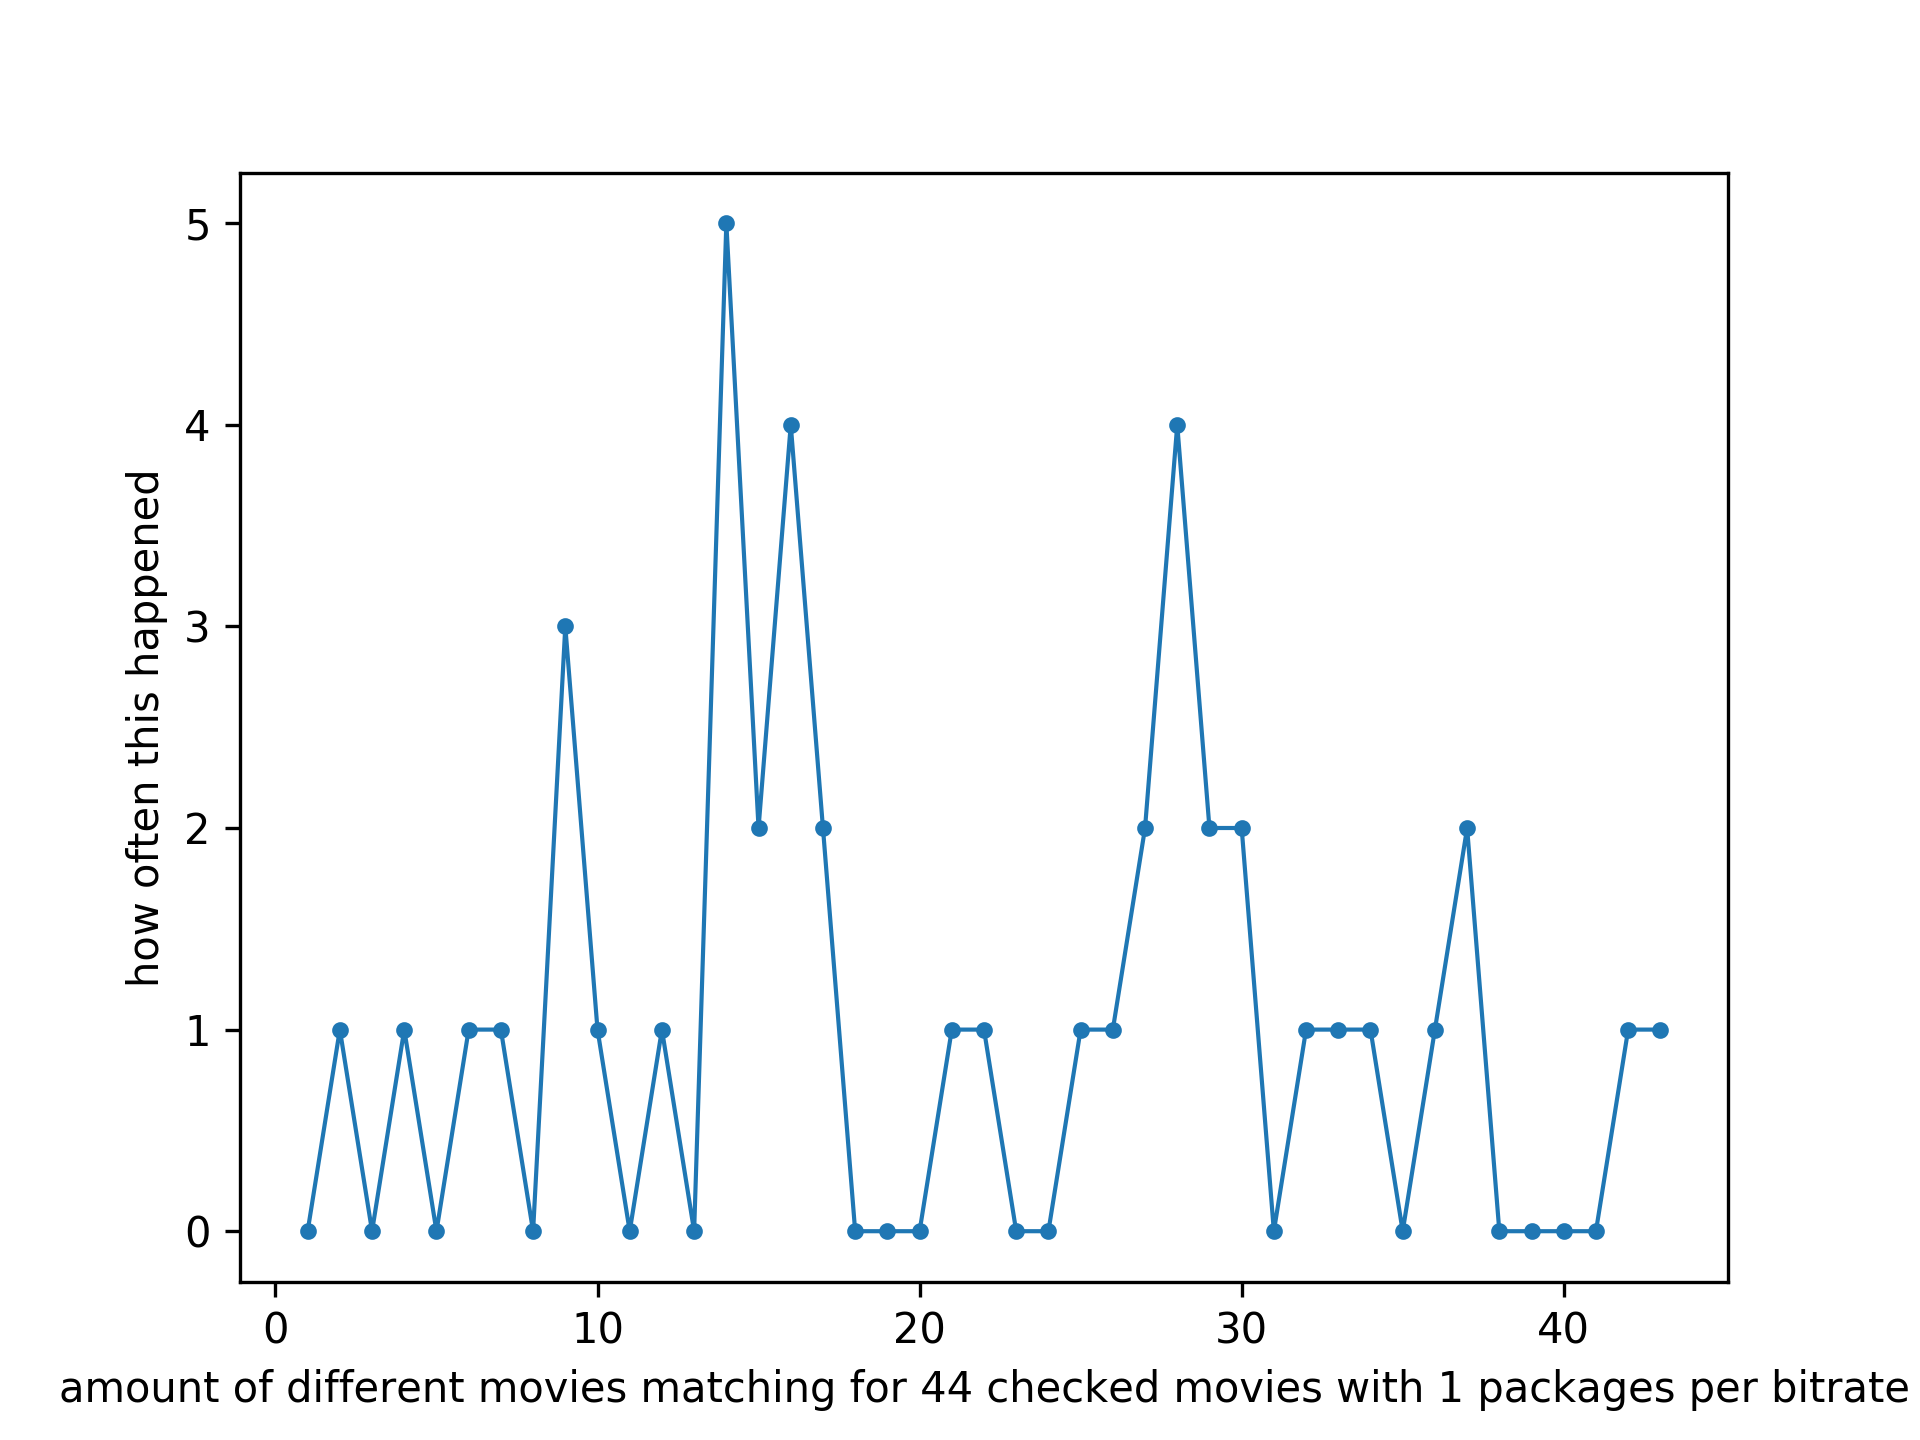 5
4
3
2
1
0
how often this happened
0 10 20 30 40
amount of different movies matching for 44 checked movies with 1 packages per bitrate